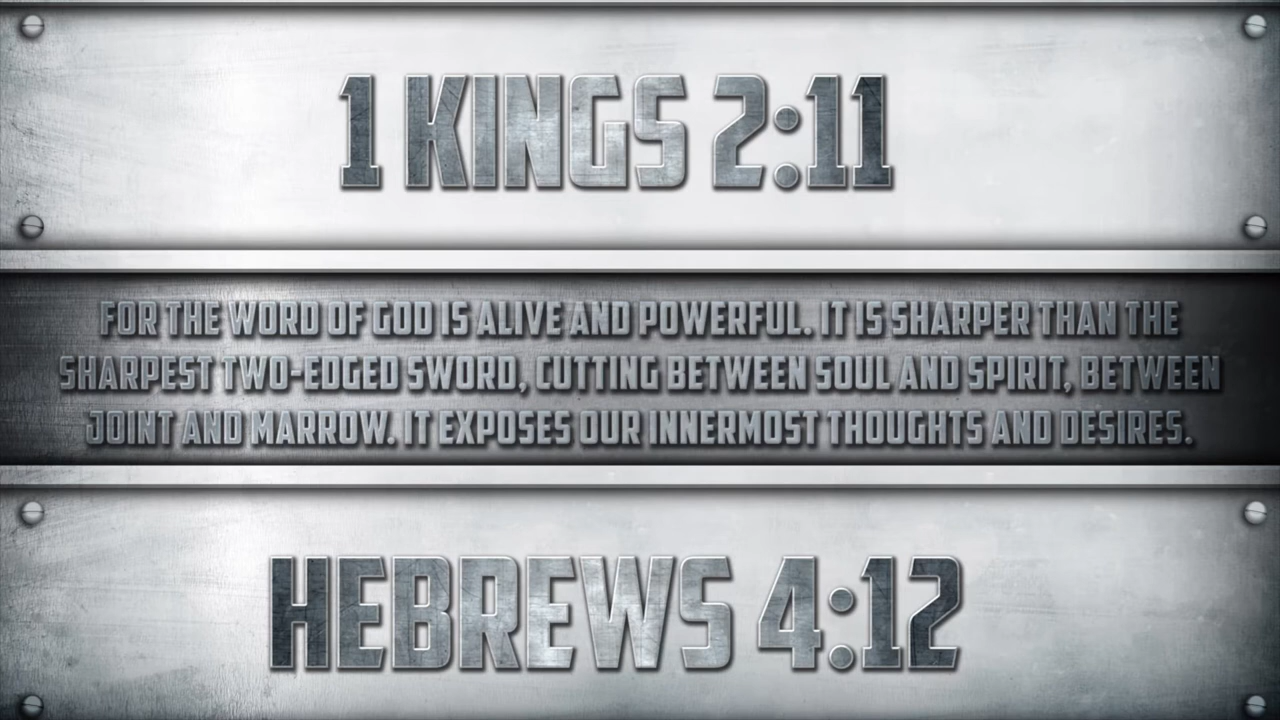 1 KINGS 2:11
FOR THE WORD OF GOD IS ALIVE AND POWERFUL. IT IS SHARPER THAN THE
SHARPEST TWO-EDGED SWORD, CUTTING BETWEEN SOUL AND SPIRIT, BETWEEN
JOINT AND MARROW. IT EXPOSES OUR INNERMOST THOUGHTS AND DESIRES.
HEBREWS 4:12